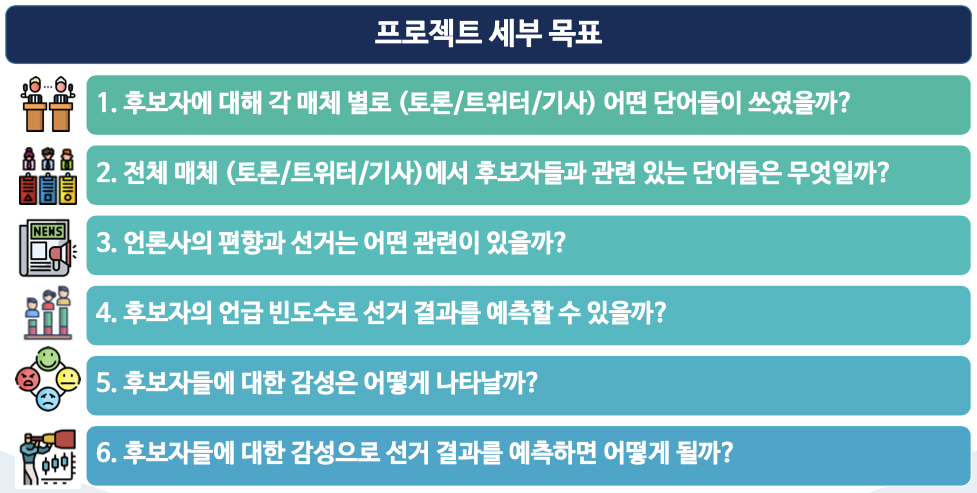 프로젝트 세부 목표
1. 후보자에 대해 각 매체 별로 (토론/트위터/기사) 어떤 단어들이 쓰였을까?
2. 전체 매체 (토론/트위터/기사)에서 후보자들과 관련 있는 단어들은 무엇일까?
NEWS
3. 언론사의 편향과 선거는 어떤 관련이 있을까?
4. 후보자의 언급 빈도수로 선거 결과를 예측할 수 있을까?
5. 후보자들에 대한 감성은 어떻게 나타날까?
6. 후보자들에 대한 감성으로 선거 결과를 예측하면 어떻게 될까?